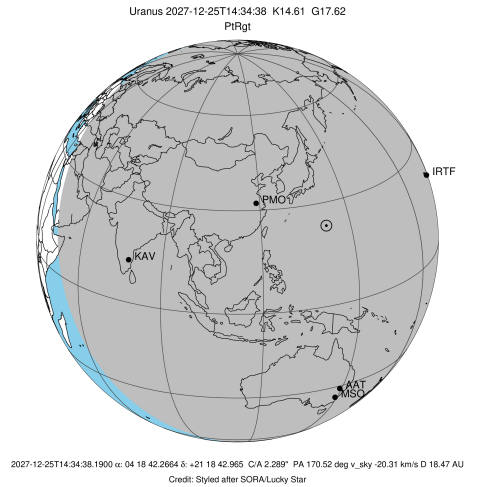 Uranus 2027-12-25T14:34:38 K14.61 G17.62
PtRgt
IRTF
PMO
KAV
AAT
MSO
2027-12-25T14:34:38.1900 α: 04 18 42.2664 δ: +21 18 42.965 C/A 2.289" PA 170.52 deg v_sky -20.31 km/s D 18.47 AU
Credit: Styled after SORA/Lucky Star